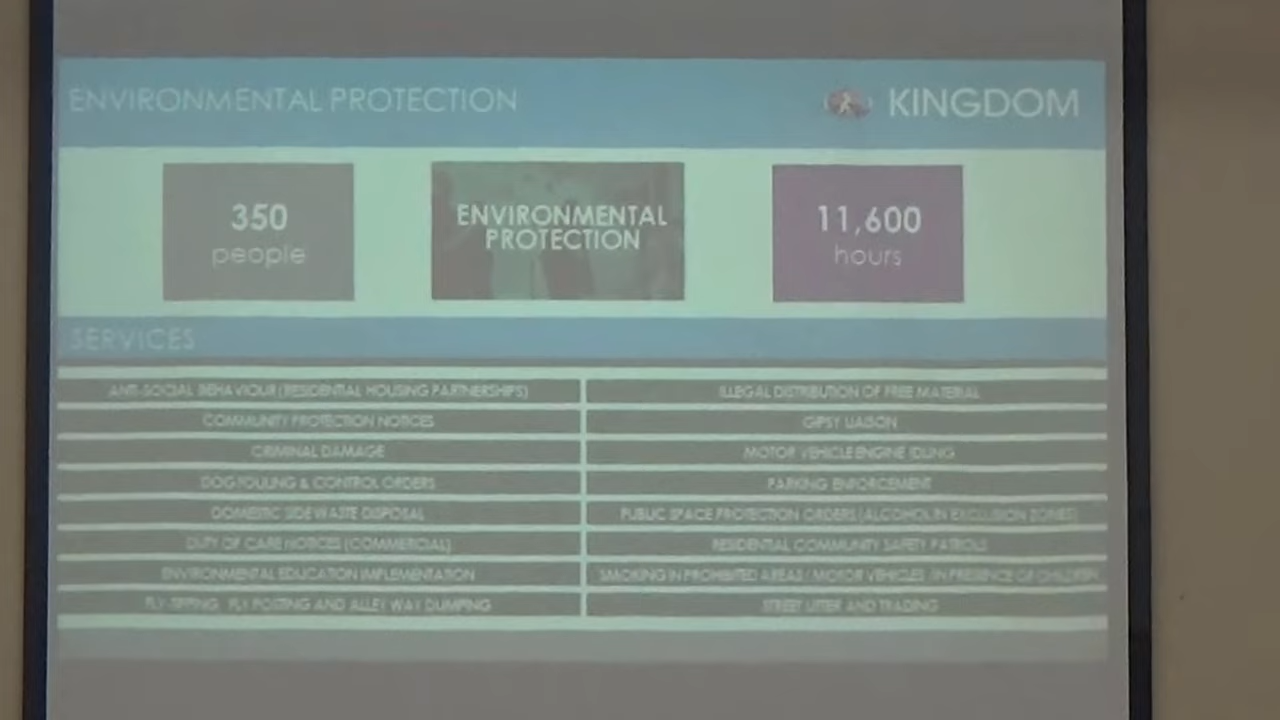 ENVIRONMENTAL PROTECTION
KINGDOM
350
people
ENVIRONMENTAL
PROTECTION
11,600
hours
SERVICES
ANTI-SOCIAL BEHAVIOUR (RESIDENTIAL HOUSING PARTNERSHIPS)
ILLEGAL DISTRIBUTION OF FREE MATERIAL
COMMUNITY PROTECTION NOTICES
GIPSY LIAISON
CRIMINAL DAMAGE
MOTOR VEHICLE ENGINE IDLING
DOG FOULING & CONTROL ORDERS
PARKING ENFORCEMENT
DOMESTIC SIDE WASTE DISPOSAL
PUBLIC SPACE PROTECTION ORDERS (ALCOHOL IN EXCLUSION ZONES)
DUTY OF CARE NOTICES (COMMERCIAL)
RESIDENTIAL COMMUNITY SAFETY PATROLS
ENVIRONMENTAL EDUCATION IMPLEMENTATION
SMOKING IN PROHIBITED AREAS / MOTOR VEHICLES (IN PRESENCE OF CHILDREN
FLY-TIPPING FLY POSTING AND ALLEY WAY DUMPING
STREET LITTER AND TRADING